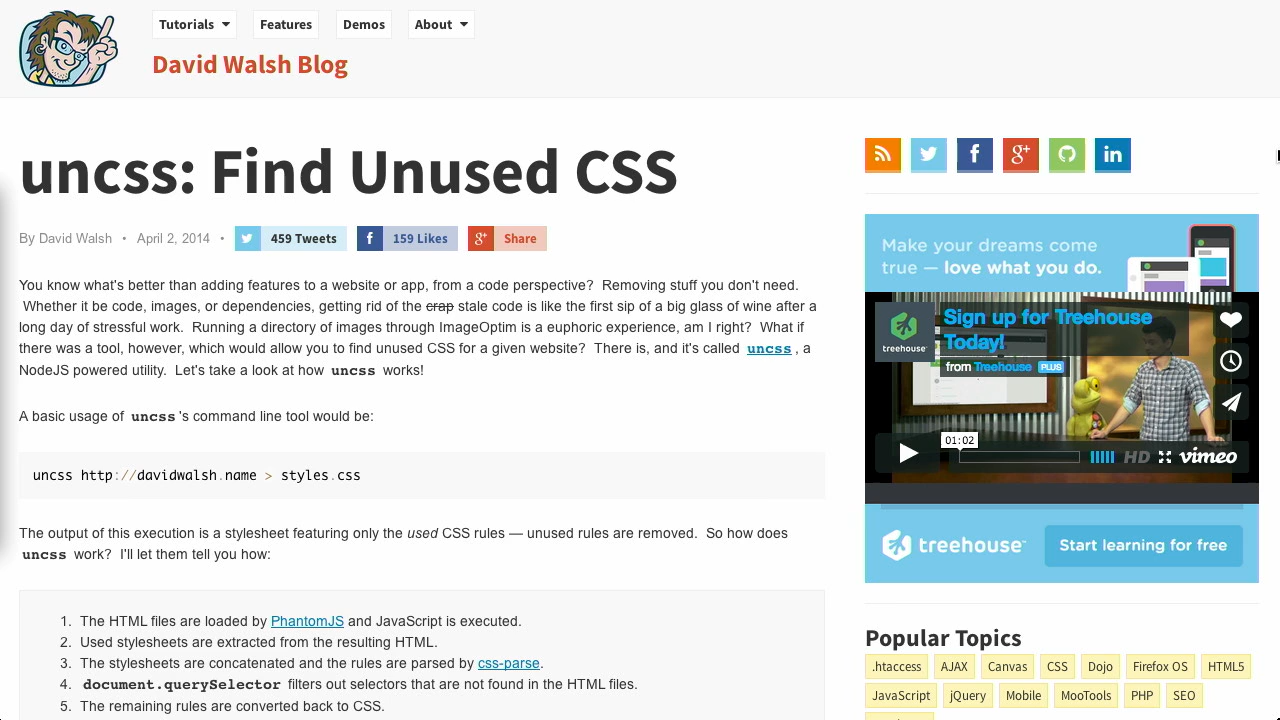 Tutorials
Features
Demos
About
David Walsh Blog
uncss: Find Unused CSS
By David Walsh • April 2, 2014 • 459 Tweets 159 Likes Share
You know what's better than adding features to a website or app, from a code perspective? Removing stuff you don't need.
Whether it be code, images, or dependencies, getting rid of the crap stale code is like the first sip of a big glass of wine after a
long day of stressful work. Running a directory of images through ImageOptim is a euphoric experience, am I right? What if
there was a tool, however, which would allow you to find unused CSS for a given website? There is, and it's called uncss, a
NodeJS powered utility. Let's take a look at how uncss works!
A basic usage of uncss's command line tool would be:
uncss http://davidwalsh.name > styles.css
The output of this execution is a stylesheet featuring only the used CSS rules — unused rules are removed. So how does
uncss work? I'll let them tell you how:
1. The HTML files are loaded by PhantomJS and JavaScript is executed.
2. Used stylesheets are extracted from the resulting HTML.
3. The stylesheets are concatenated and the rules are parsed by css-parse.
4. document.querySelector filters out selectors that are not found in the HTML files.
5. The remaining rules are converted back to CSS.
Make your dreams come
true — love what you do.
treehouse
Sign up for Treehouse
Today!
from Treehouse PLUS
01:02
HD vimeo
treehouse
Start learning for free
Popular Topics
.htaccess AJAX Canvas CSS Dojo Firefox OS HTML5
JavaScript jQuery Mobile MooTools PHP SEO